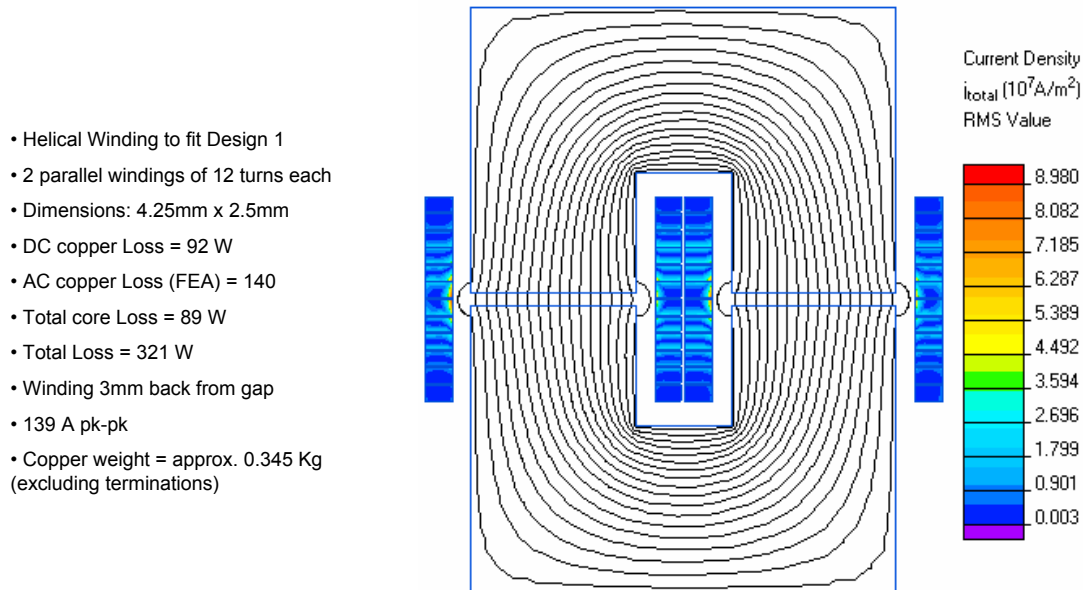 • Helical Winding to fit Design 1
• 2 parallel windings of 12 turns each
• Dimensions: 4.25mm x 2.5mm
• DC copper Loss = 92 W
• AC copper Loss (FEA) = 140
• Total core Loss = 89 W
• Total Loss = 321 W
• Winding 3mm back from gap
• 139 A pk-pk
• Copper weight = approx. 0.345 Kg
(excluding terminations)
Current Density
i_total (10⁷A/m²)
RMS Value
8.980
8.082
7.185
6.287
5.389
4.492
3.594
2.696
1.799
0.901
0.003